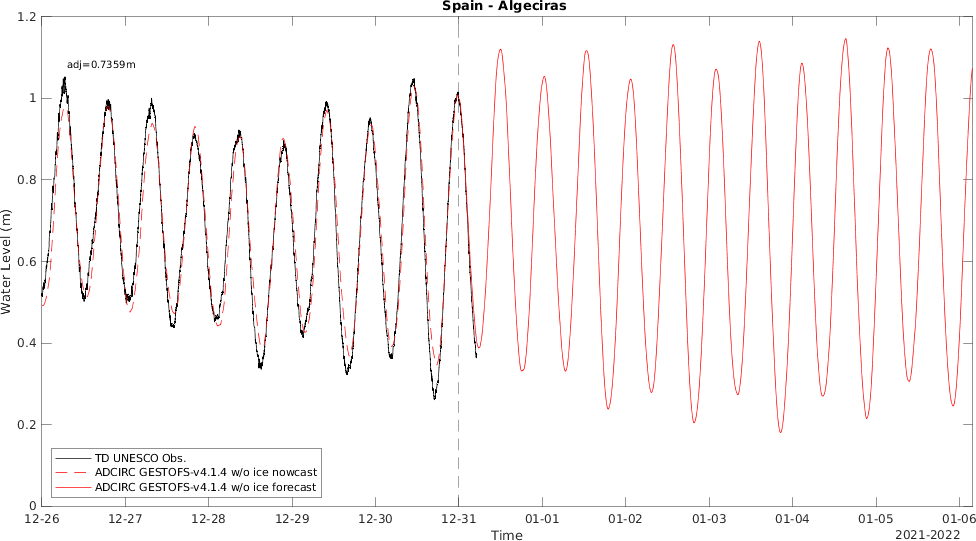 Spain - Algeciras
1.2
1
0.8
0.6
0.4
0.2
0
Water Level (m)
adj=0.7359m
TD UNESCO Obs.
ADCIRC GESTOFS-v4.1.4 w/o ice nowcast
ADCIRC GESTOFS-v4.1.4 w/o ice forecast
12-26 12-27 12-28 12-29 12-30 12-31 01-01 01-02 01-03 01-04 01-05 01-06
Time
2021-2022